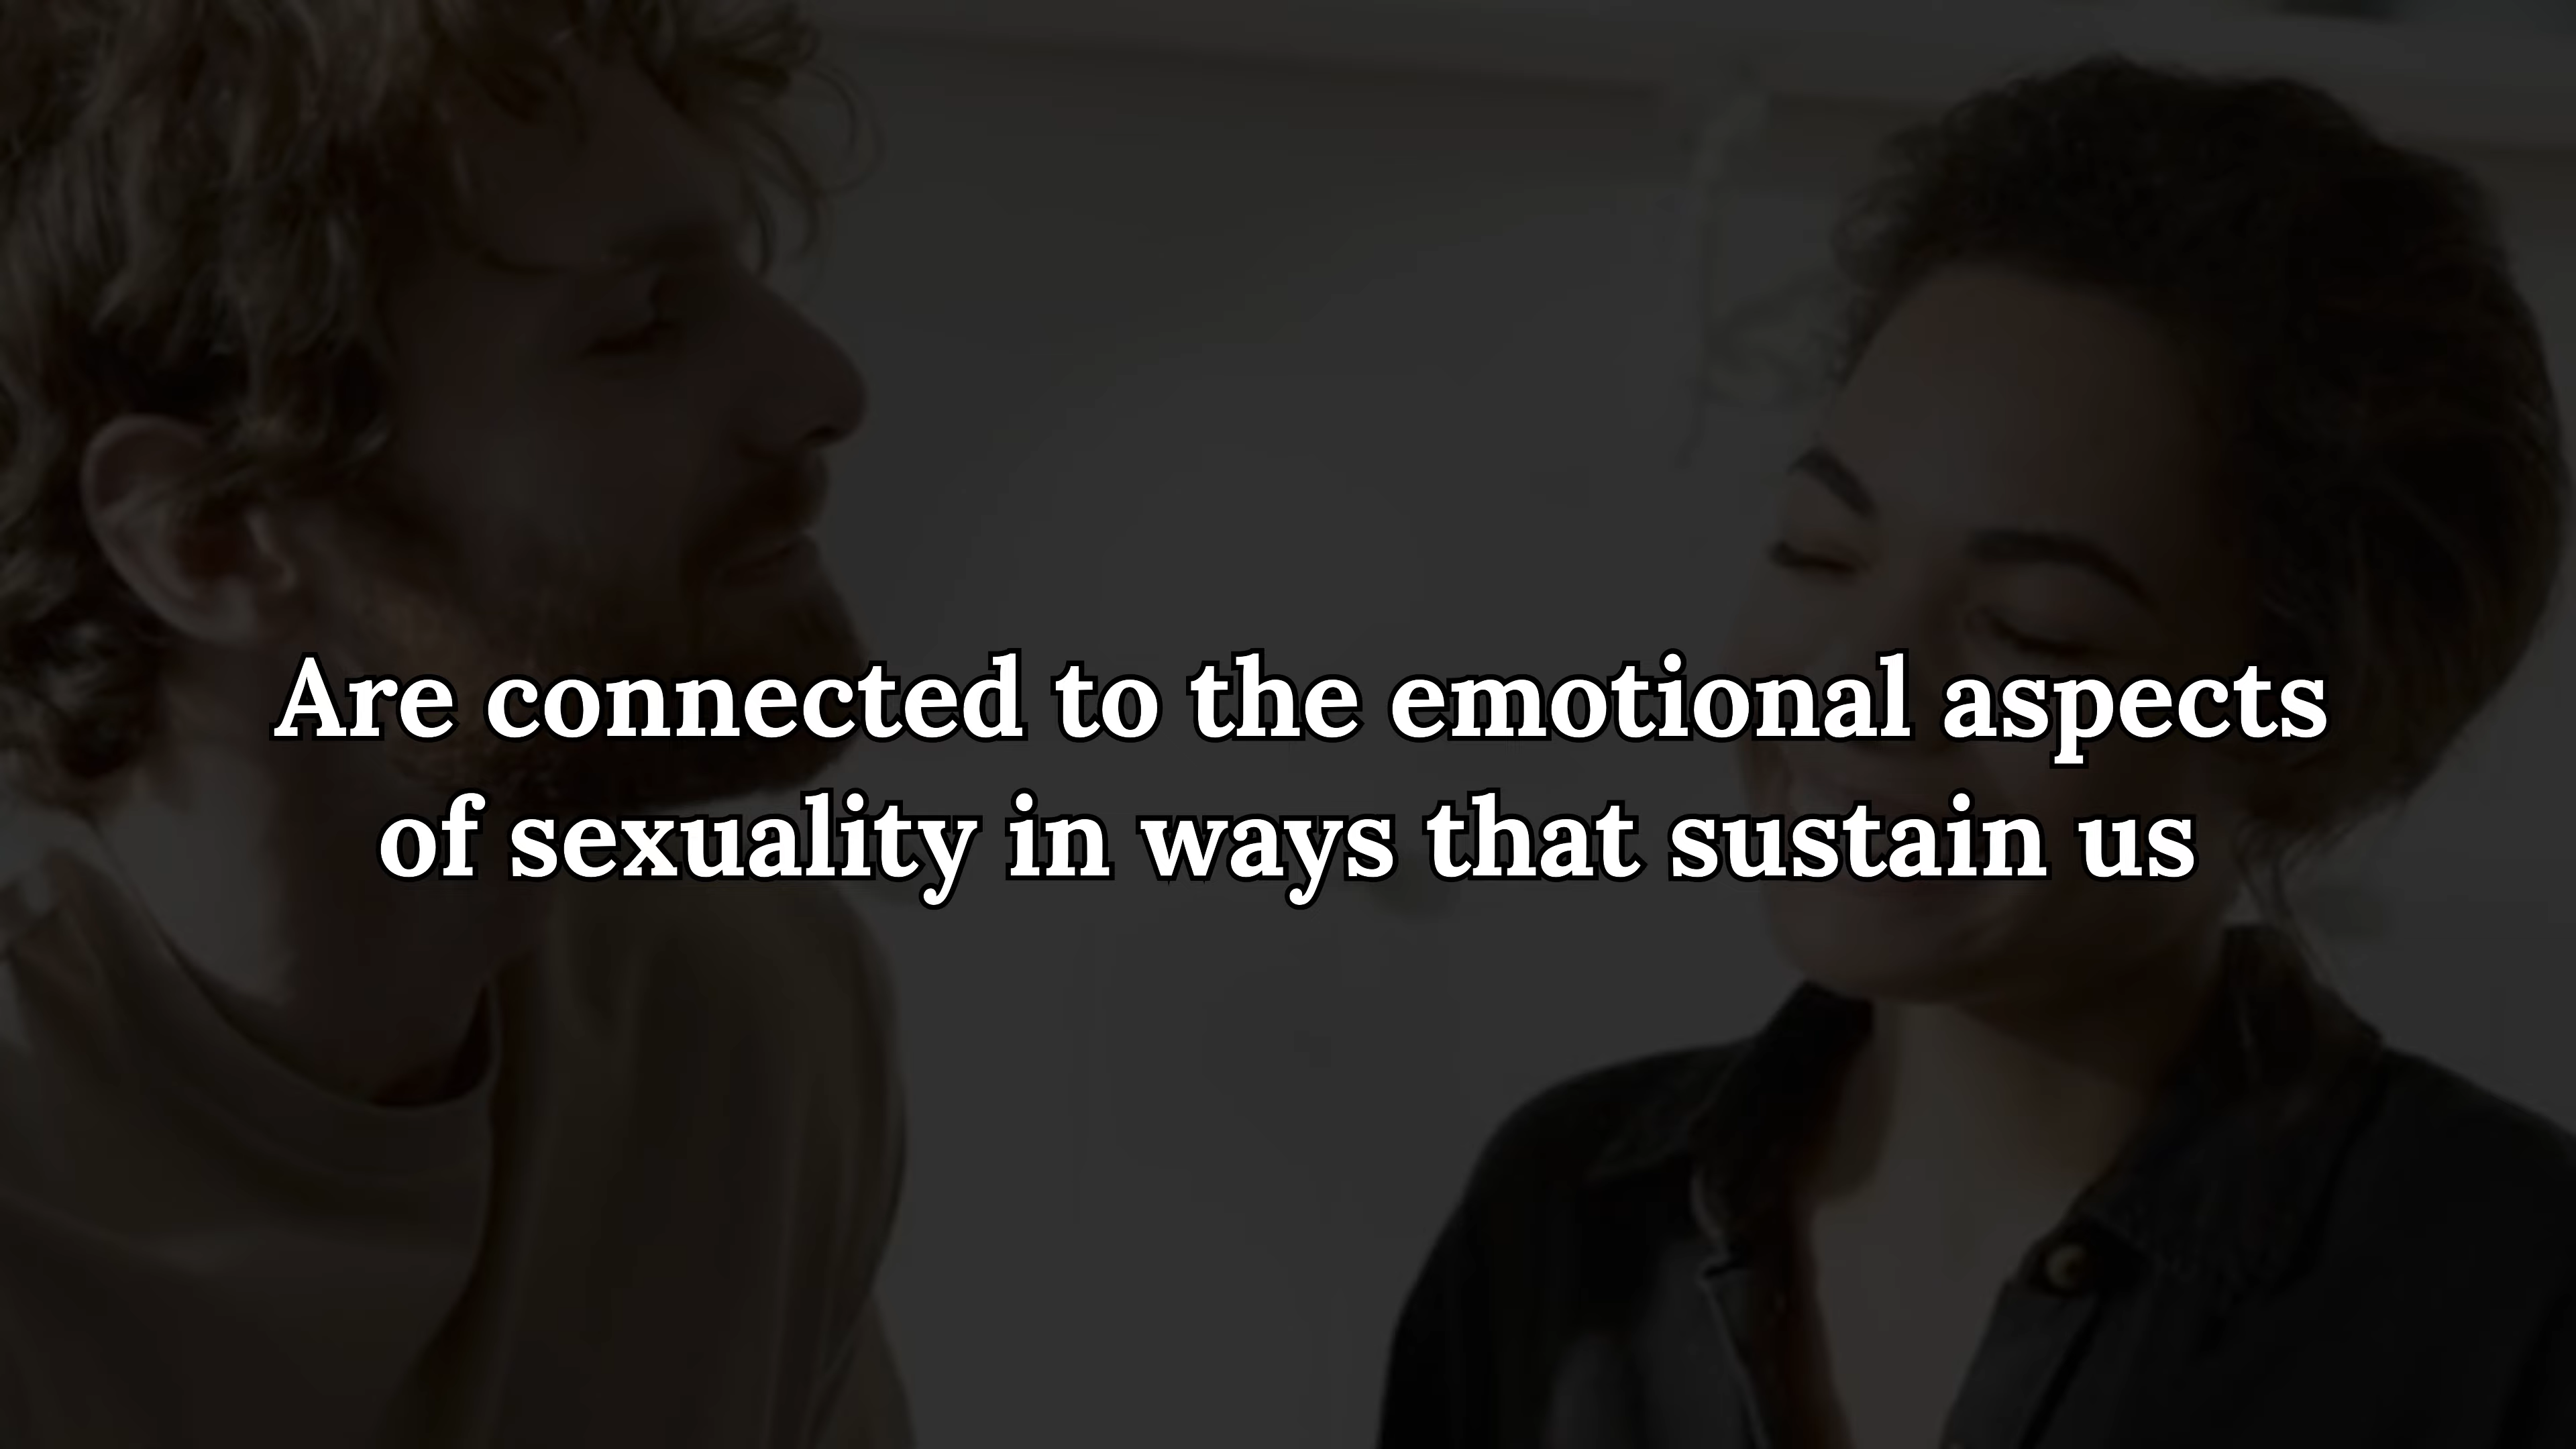 Are connected to the emotional aspects
of sexuality in ways that sustain us